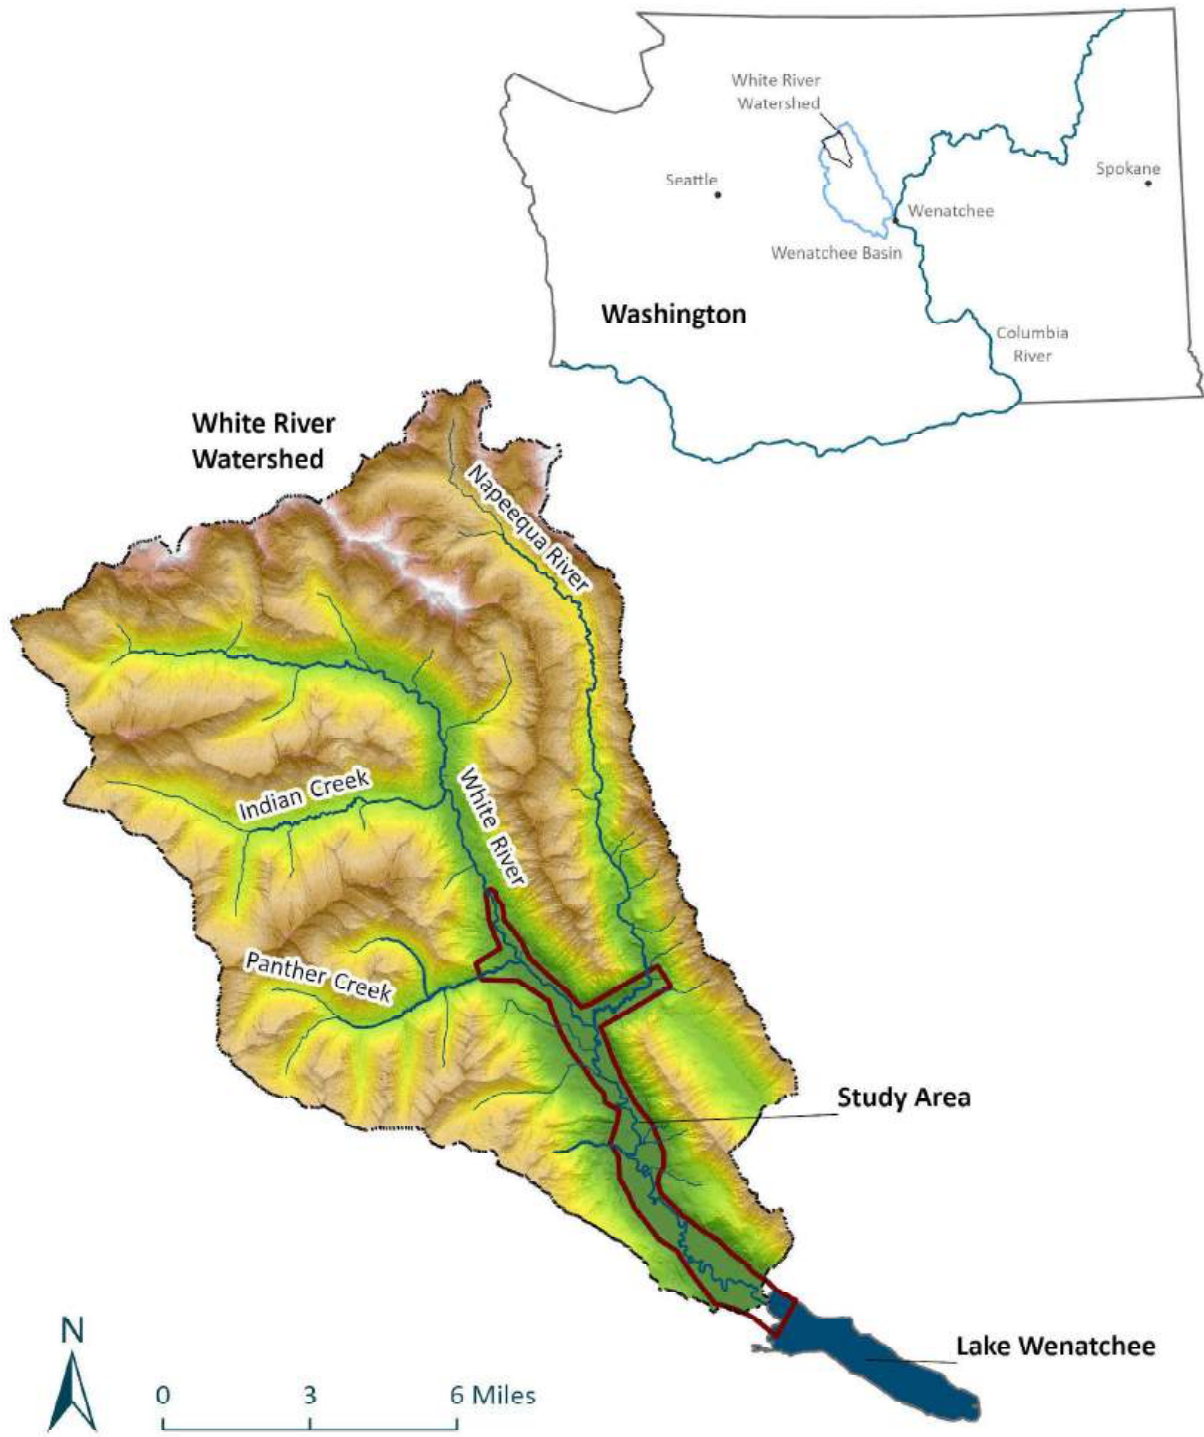 White River
Watershed
Seattle
Spokane
Wenatchee
Wenatchee Basin
Washington
Columbia
River
White River
Watershed
Napeequa River
Indian Creek
White River
Panther Creek
Study Area
Lake Wenatchee
N
0 3 6 Miles